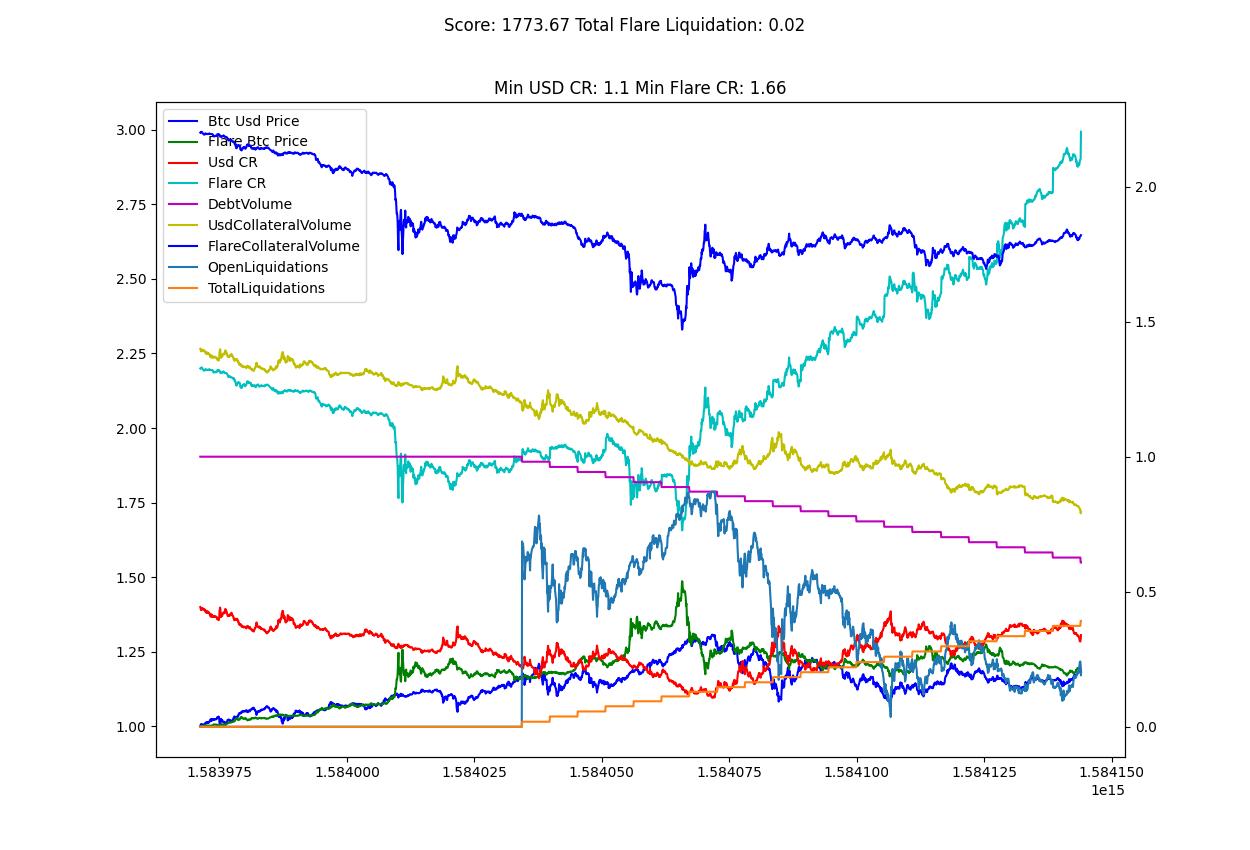 Score: 1773.67 Total Flare Liquidation: 0.02
Min USD CR: 1.1 Min Flare CR: 1.66
Btc Usd Price
Flare Btc Price
Usd CR
Flare CR
DebtVolume
UsdCollateralVolume
FlareCollateralVolume
OpenLiquidations
TotalLiquidations
3.00
2.75
2.50
2.25
2.00
1.75
1.50
1.25
1.00
2.0
1.5
1.0
0.5
0.0
1.583975 1.584000 1.584025 1.584050 1.584075 1.584100 1.584125 1.584150
1e15